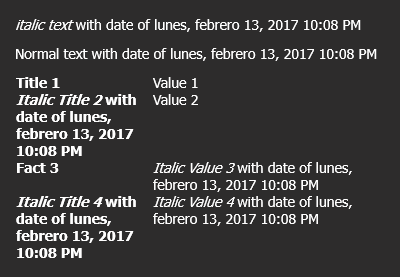 italic text with date of lunes, febrero 13, 2017 10:08 PM
Normal text with date of lunes, febrero 13, 2017 10:08 PM
Title 1 Value 1
Italic Title 2 with Value 2
date of lunes,
febrero 13, 2017
10:08 PM
Fact 3 Italic Value 3 with date of lunes,
febrero 13, 2017 10:08 PM
Italic Title 4 with Italic Value 4 with date of lunes,
date of lunes, febrero 13, 2017 10:08 PM
febrero 13, 2017
10:08 PM